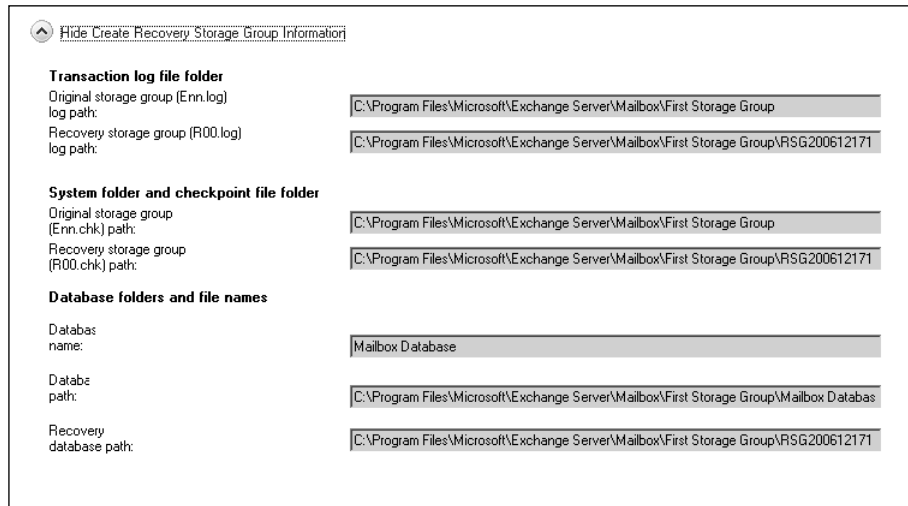 Hide Create Recovery Storage Group Information
Transaction log file folder
Original storage group (Enn.log)
log path:
C:\Program Files\Microsoft\Exchange Server\Mailbox\First Storage Group
Recovery storage group (R00.log)
log path:
C:\Program Files\Microsoft\Exchange Server\Mailbox\First Storage Group\RSG200612171
System folder and checkpoint file folder
Original storage group
(Enn.chk) path:
C:\Program Files\Microsoft\Exchange Server\Mailbox\First Storage Group
Recovery storage group
(R00.chk) path:
C:\Program Files\Microsoft\Exchange Server\Mailbox\First Storage Group\RSG200612171
Database folders and file names
Databas
name:
Mailbox Database
Databa
path:
C:\Program Files\Microsoft\Exchange Server\Mailbox\First Storage Group\Mailbox Databas
Recovery
database path:
C:\Program Files\Microsoft\Exchange Server\Mailbox\First Storage Group\RSG200612171